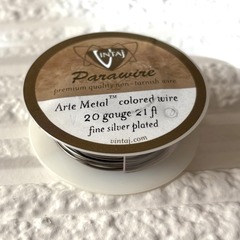 VINTAJ
Parawire
premium quality non-tarnish wire
Arte Metal™ colored wire
20 gauge 21 ft
fine silver plated
vintaj.com